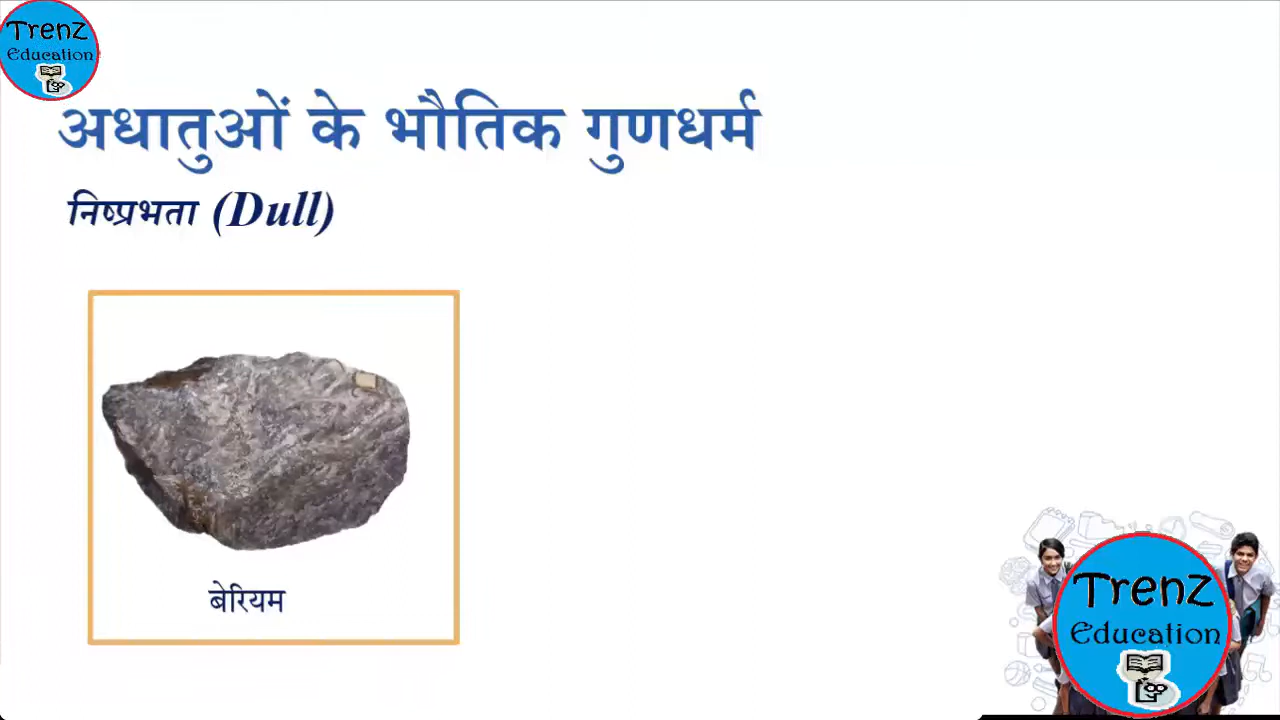 Trenz
Education
अधातुओं के भौतिक गुणधर्म
निष्प्रभता (Dull)
बेरियम
Trenz
Education